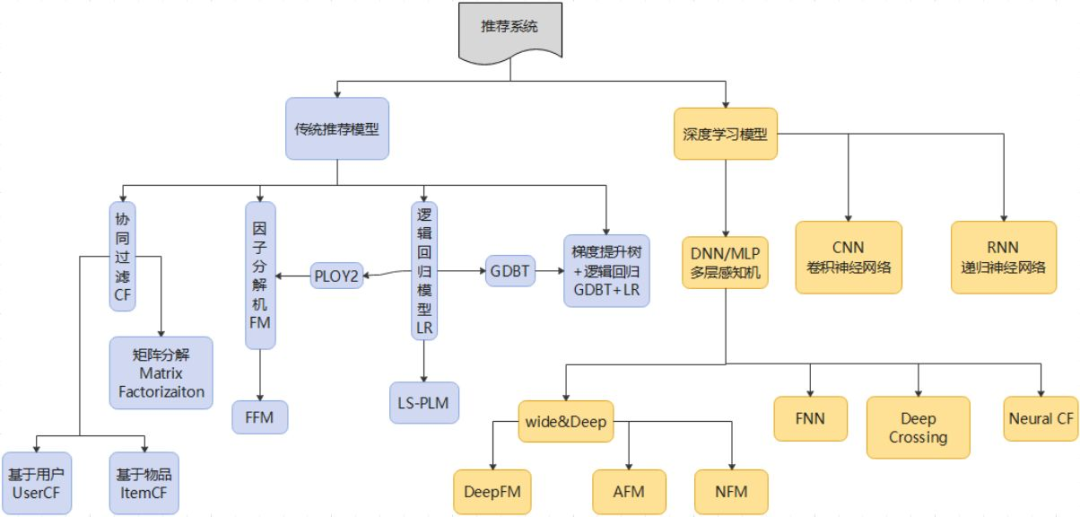 推荐系统
传统推荐模型
深度学习模型
协
同
过
滤
CF
因
子
分
解
机
FM
逻
辑
回
归
模
型
LR
PLOY2
GDBT
梯度提升树
+逻辑回归
GDBT+LR
DNN/MLP
多层感知机
CNN
卷积神经网络
RNN
递归神经网络
矩阵分解
Matrix
Factorizaiton
FFM
LS-PLM
wide&Deep
FNN
Deep
Crossing
Neural CF
基于用户
UserCF
基于物品
ItemCF
DeepFM
AFM
NFM